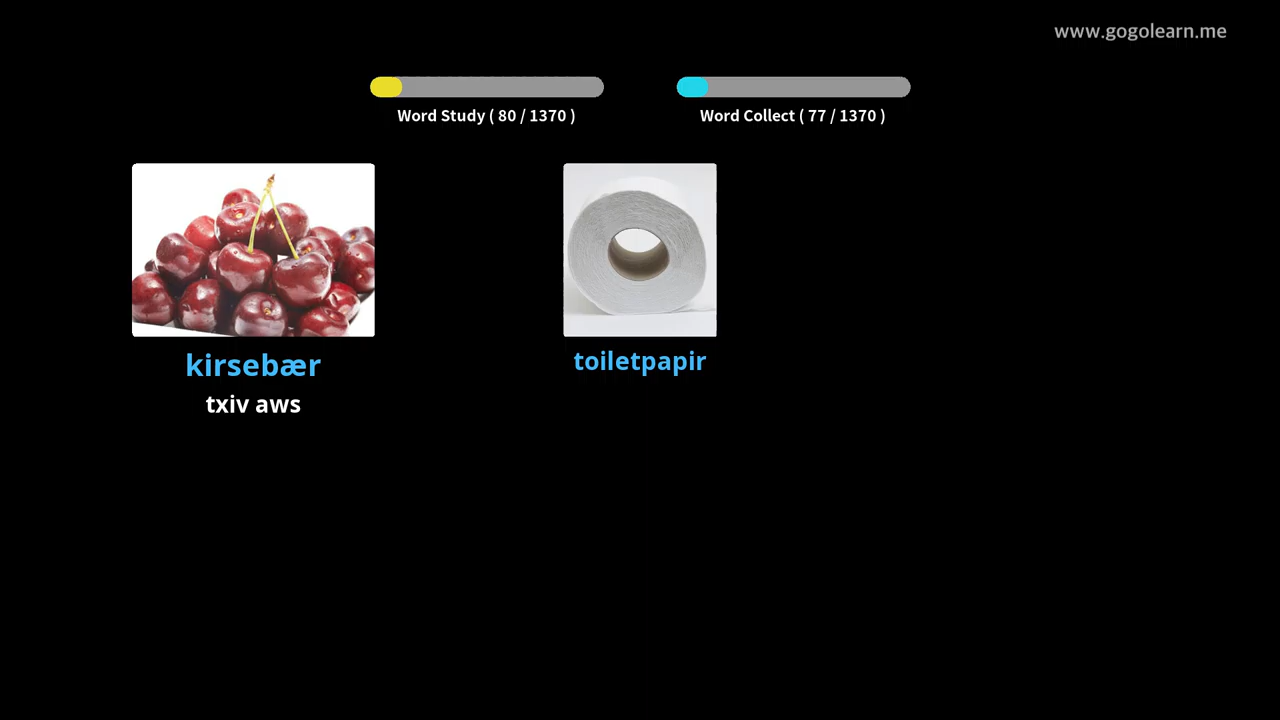 www.gogolearn.me
Word Study ( 80 / 1370 )
Word Collect ( 77 / 1370 )
kirsebær
toiletpapir
txiv aws